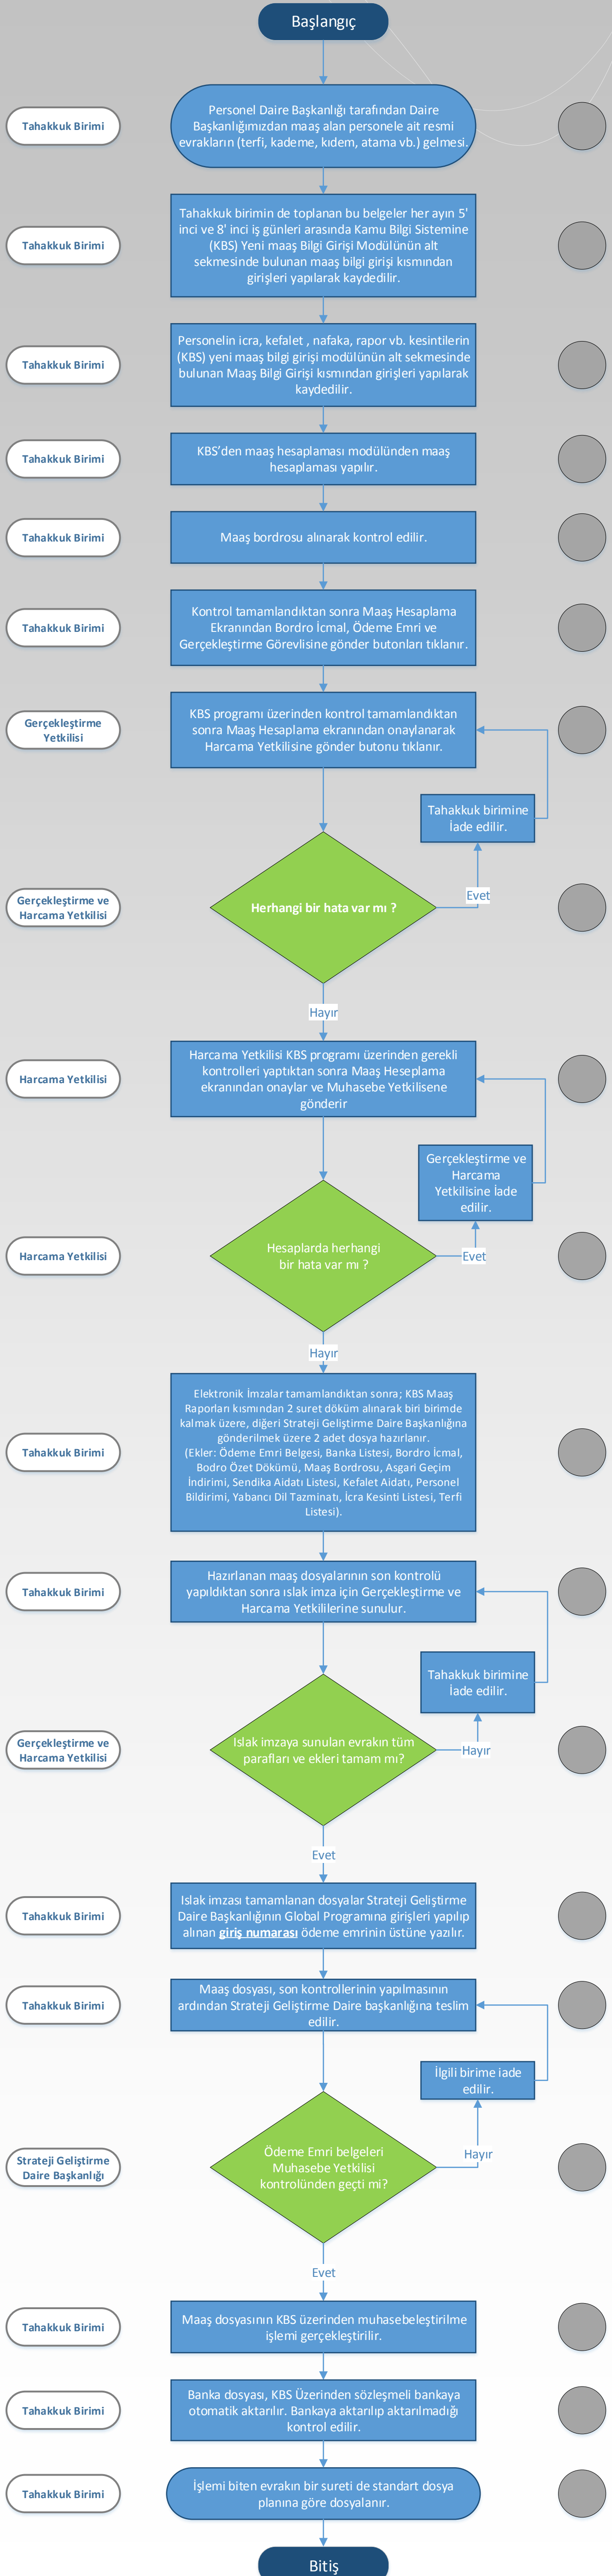 Başlangıç
Tahakkuk Birimi
Personel Daire Başkanlığı tarafından Daire
Başkanlığımızdan maaş alan personele ait resmi
evrakların (terfi, kademe, kıdem, atama vb.) gelmesi.
Tahakkuk Birimi
Tahakkuk birimin de toplanan bu belgeler her ayın 5'
inci ve 8' inci iş günleri arasında Kamu Bilgi Sistemine
(KBS) Yeni maaş Bilgi Girişi Modülünün alt
sekmesinde bulunan maaş bilgi girişi kısmından
girişleri yapılarak kaydedilir.
Tahakkuk Birimi
Personelin icra, kefalet , nafaka, rapor vb. kesintilerin
(KBS) yeni maaş bilgi girişi modülünün alt sekmesinde
bulunan Maaş Bilgi Girişi kısmından girişleri yapılarak
kaydedilir.
Tahakkuk Birimi
KBS’den maaş hesaplaması modülünden maaş
hesaplaması yapılır.
Tahakkuk Birimi
Maaş bordrosu alınarak kontrol edilir.
Tahakkuk Birimi
Kontrol tamamlandıktan sonra Maaş Hesaplama
Ekranından Bordro İcmal, Ödeme Emri ve
Gerçekleştirme Görevlisine gönder butonları tıklanır.
Gerçekleştirme
Yetkilisi
KBS programı üzerinden kontrol tamamlandıktan
sonra Maaş Hesaplama ekranından onaylanarak
Harcama Yetkilisine gönder butonu tıklanır.
Tahakkuk birimine
İade edilir.
Evet
Gerçekleştirme ve
Harcama Yetkilisi
Herhangi bir hata var mı ?
Hayır
Harcama Yetkilisi
Harcama Yetkilisi KBS programı üzerinden gerekli
kontrolleri yaptıktan sonra Maaş Heseplama
ekranından onaylar ve Muhasebe Yetkilisene
gönderir
Gerçekleştirme ve
Harcama
Yetkilisine İade
edilir.
Evet
Harcama Yetkilisi
Hesaplarda herhangi
bir hata var mı ?
Hayır
Tahakkuk Birimi
Elektronik İmzalar tamamlandıktan sonra; KBS Maaş
Raporları kısmından 2 suret döküm alınarak biri birimde
kalmak üzere, diğeri Strateji Geliştirme Daire Başkanlığına
gönderilmek üzere 2 adet dosya hazırlanır.
(Ekler: Ödeme Emri Belgesi, Banka Listesi, Bordro İcmal,
Bodro Özet Dökümü, Maaş Bordrosu, Asgari Geçim
İndirimi, Sendika Aidatı Listesi, Kefalet Aidatı, Personel
Bildirimi, Yabancı Dil Tazminatı, İcra Kesinti Listesi, Terfi
Listesi).
Tahakkuk Birimi
Hazırlanan maaş dosyalarının son kontrolü
yapıldıktan sonra ıslak imza için Gerçekleştirme ve
Harcama Yetkililerine sunulur.
Tahakkuk birimine
İade edilir.
Hayır
Gerçekleştirme ve
Harcama Yetkilisi
Islak imzaya sunulan evrakın tüm
parafları ve ekleri tamam mı?
Evet
Tahakkuk Birimi
Islak imzası tamamlanan dosyalar Strateji Geliştirme
Daire Başkanlığının Global Programına girişleri yapılıp
alınan giriş numarası ödeme emrinin üstüne yazılır.
Tahakkuk Birimi
Maaş dosyası, son kontrollerinin yapılmasının
ardından Strateji Geliştirme Daire başkanlığına teslim
edilir.
İlgili birime iade
edilir.
Hayır
Strateji Geliştirme
Daire Başkanlığı
Ödeme Emri belgeleri
Muhasebe Yetkilisi
kontrolünden geçti mi?
Evet
Tahakkuk Birimi
Maaş dosyasının KBS üzerinden muhasebeleştirilme
işlemi gerçekleştirilir.
Tahakkuk Birimi
Banka dosyası, KBS Üzerinden sözleşmeli bankaya
otomatik aktarılır. Bankaya aktarılıp aktarılmadığı
kontrol edilir.
Tahakkuk Birimi
İşlemi biten evrakın bir sureti de standart dosya
planına göre dosyalanır.
Bitiş